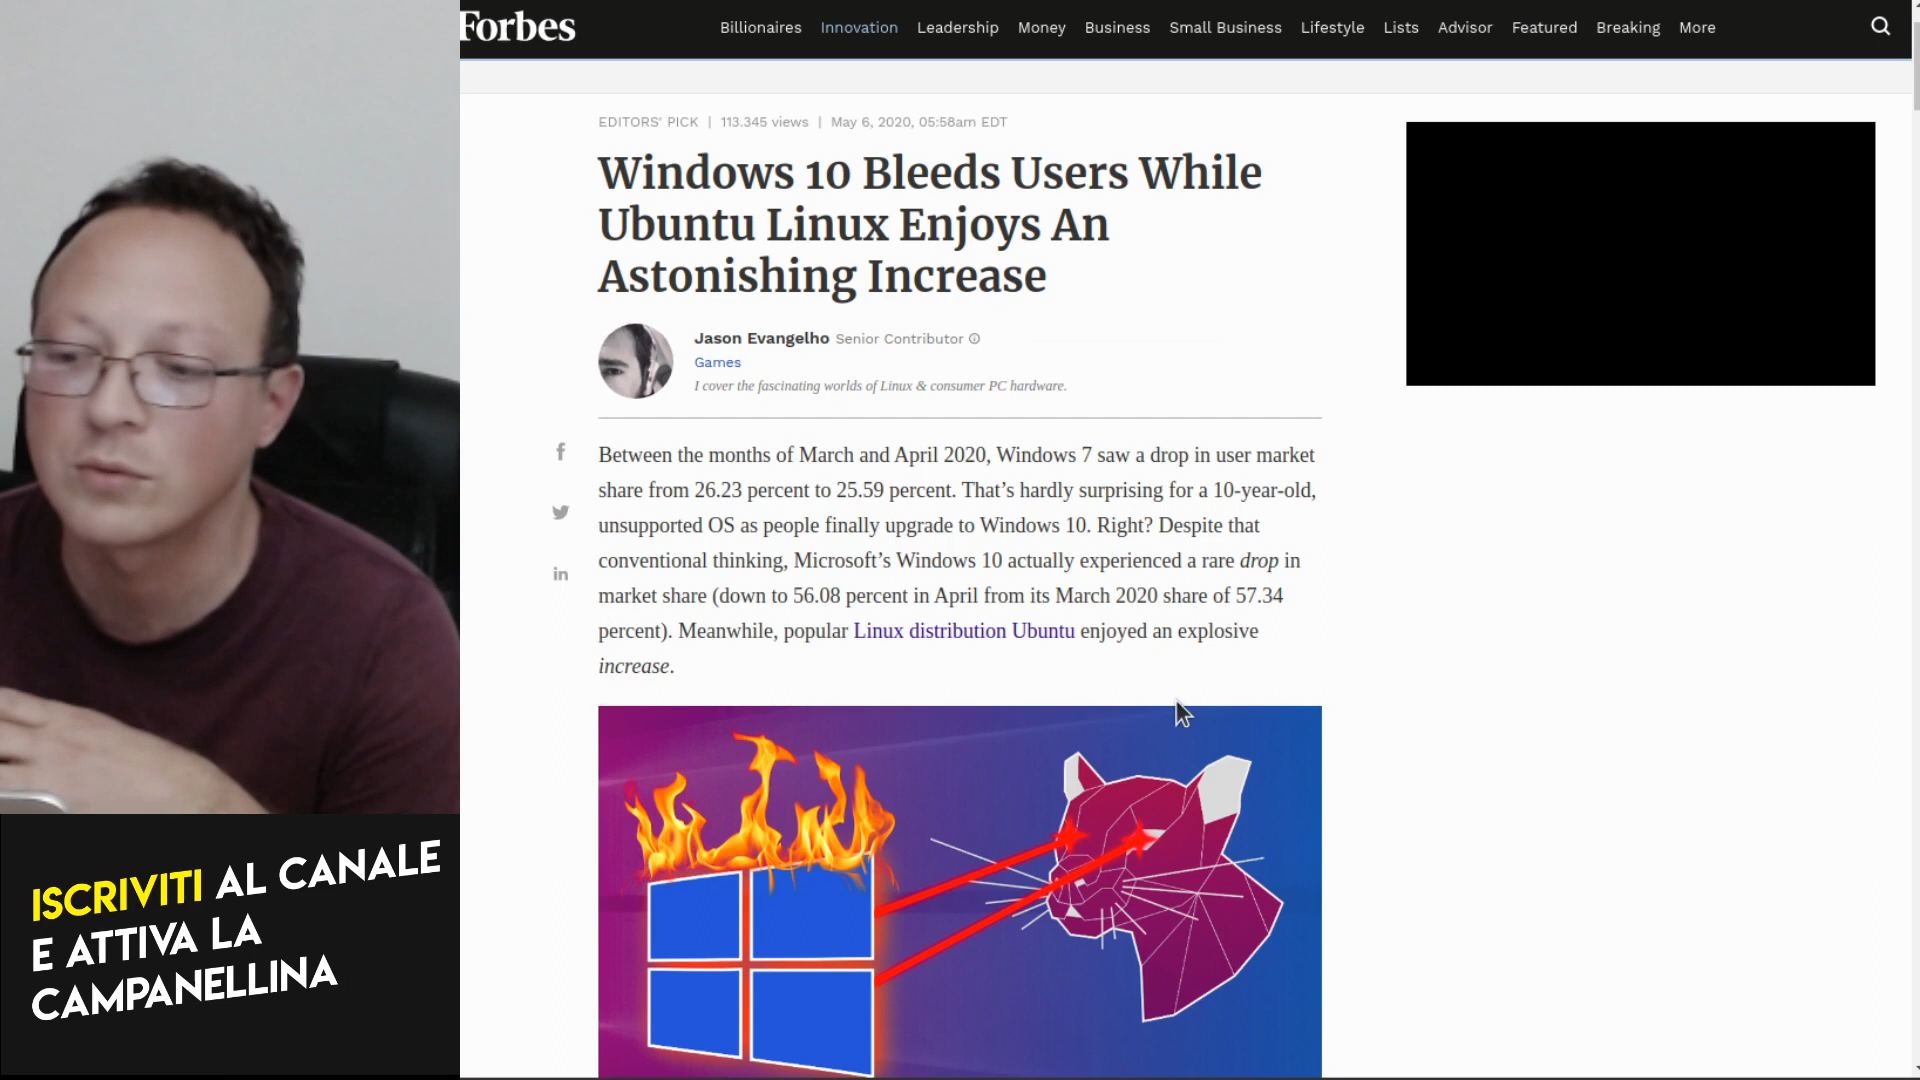 Forbes
Billionaires Innovation Leadership Money Business Small Business Lifestyle Lists Advisor Featured Breaking More
EDITORS' PICK | 113.345 views | May 6, 2020, 05:58am EDT
Windows 10 Bleeds Users While
Ubuntu Linux Enjoys An
Astonishing Increase
Jason Evangelho Senior Contributor
Games
I cover the fascinating worlds of Linux & consumer PC hardware.
Between the months of March and April 2020, Windows 7 saw a drop in user market
share from 26.23 percent to 25.59 percent. That’s hardly surprising for a 10-year-old,
unsupported OS as people finally upgrade to Windows 10. Right? Despite that
conventional thinking, Microsoft’s Windows 10 actually experienced a rare drop in
market share (down to 56.08 percent in April from its March 2020 share of 57.34
percent). Meanwhile, popular Linux distribution Ubuntu enjoyed an explosive
increase.
ISCRIVITI AL CANALE
E ATTIVA LA
CAMPANELLINA